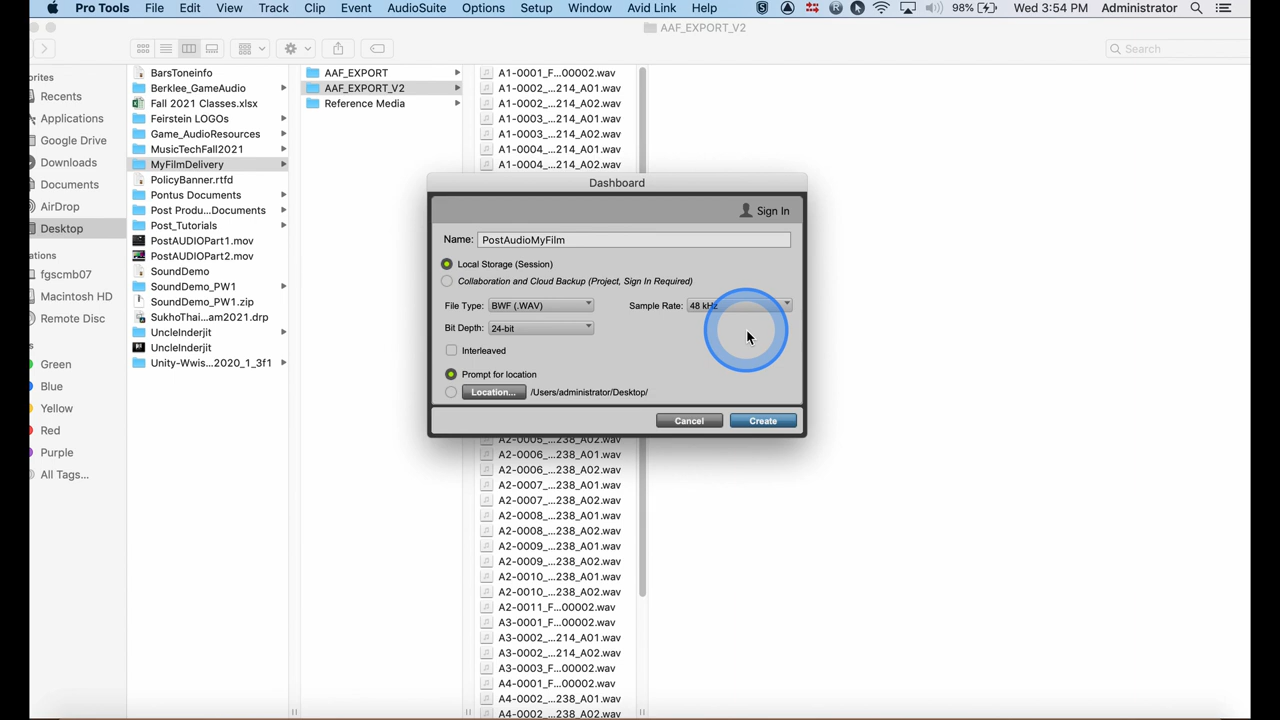 Pro Tools File Edit View Track Clip Event AudioSuite Options Setup Window Avid Link Help 98% Wed 3:54 PM Administrator
AAF_EXPORT_V2
Search
orites
Recents
Applications
Google Drive
Downloads
Documents
AirDrop
Desktop
ations
fgscmb07
Macintosh HD
Remote Disc
s
Green
Blue
Yellow
Red
Purple
All Tags...
BarsToneinfo
Berklee_GameAudio
Fall 2021 Classes.xlsx
Feirstein LOGOs
Game_AudioResources
MusicTechFall2021
MyFilmDelivery
PolicyBanner.rtfd
Pontus Documents
Post Produ...Documents
Post_Tutorials
PostAUDIOPart1.mov
PostAUDIOPart2.mov
SoundDemo
SoundDemo_PW1
SoundDemo_PW1.zip
SukhoThai...am2021.drp
UncleInderjit
UncleInderjit
Unity-Wwis...2020_1_3f1
AAF_EXPORT
AAF_EXPORT_V2
Reference Media
A1-0001_F...00002.wav
A1-0002_...214_A01.wav
A1-0002_...214_A02.wav
A1-0003_...214_A01.wav
A1-0003_...214_A02.wav
A1-0004_...214_A01.wav
A1-0004_...214_A02.wav
Dashboard
Sign In
Name: PostAudioMyFilm
Local Storage (Session)
Collaboration and Cloud Backup (Project, Sign In Required)
File Type: BWF (.WAV) Sample Rate: 48 kHz
Bit Depth: 24-bit
Interleaved
Prompt for location
Location... /Users/administrator/Desktop/
Cancel Create
A2-0005_...238_A02.wav
A2-0006_...238_A01.wav
A2-0006_...238_A02.wav
A2-0007_...238_A01.wav
A2-0007_...238_A02.wav
A2-0008_...238_A01.wav
A2-0008_...238_A02.wav
A2-0009_...238_A01.wav
A2-0009_...238_A02.wav
A2-0010_...238_A01.wav
A2-0010_...238_A02.wav
A2-0011_F...00002.wav
A3-0001_F...00002.wav
A3-0002_...214_A01.wav
A3-0002_...214_A02.wav
A3-0003_F...00002.wav
A4-0001_F...00002.wav
A4-0002_...238_A01.wav
A4-0002_...238_A02.wav